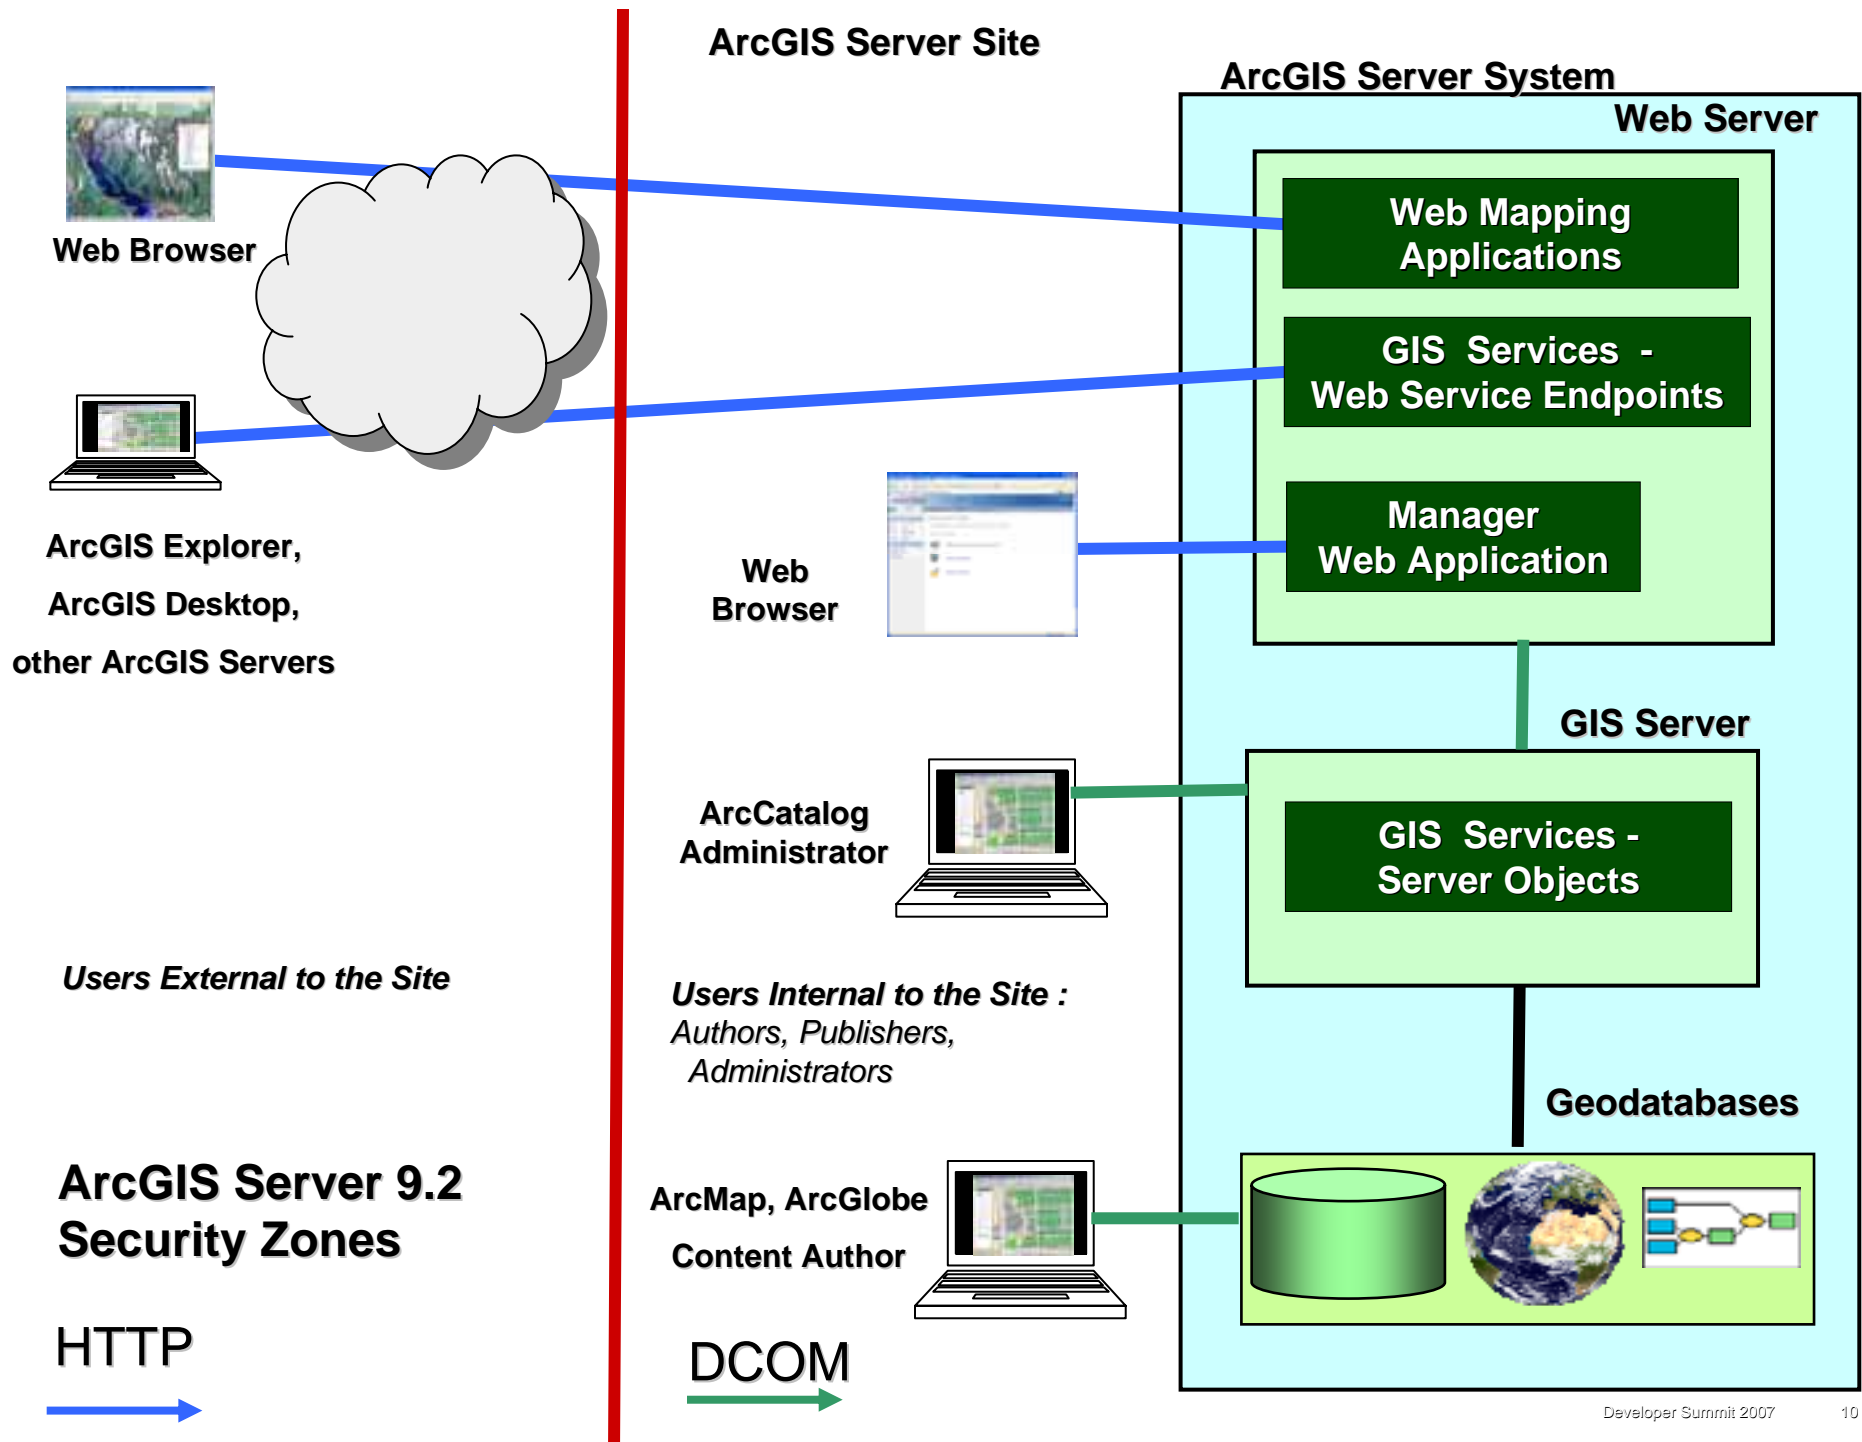 ArcGIS Server Site
ArcGIS Server System
Web Server
Web Browser
Web Mapping
Applications
GIS Services -
Web Service Endpoints
ArcGIS Explorer,
ArcGIS Desktop,
other ArcGIS Servers
Web
Browser
Manager
Web Application
GIS Server
ArcCatalog
Administrator
GIS Services -
Server Objects
Users External to the Site
Users Internal to the Site :
Authors, Publishers,
Administrators
Geodatabases
ArcGIS Server 9.2
Security Zones
ArcMap, ArcGlobe
Content Author
HTTP
DCOM
Developer Summit 2007
10